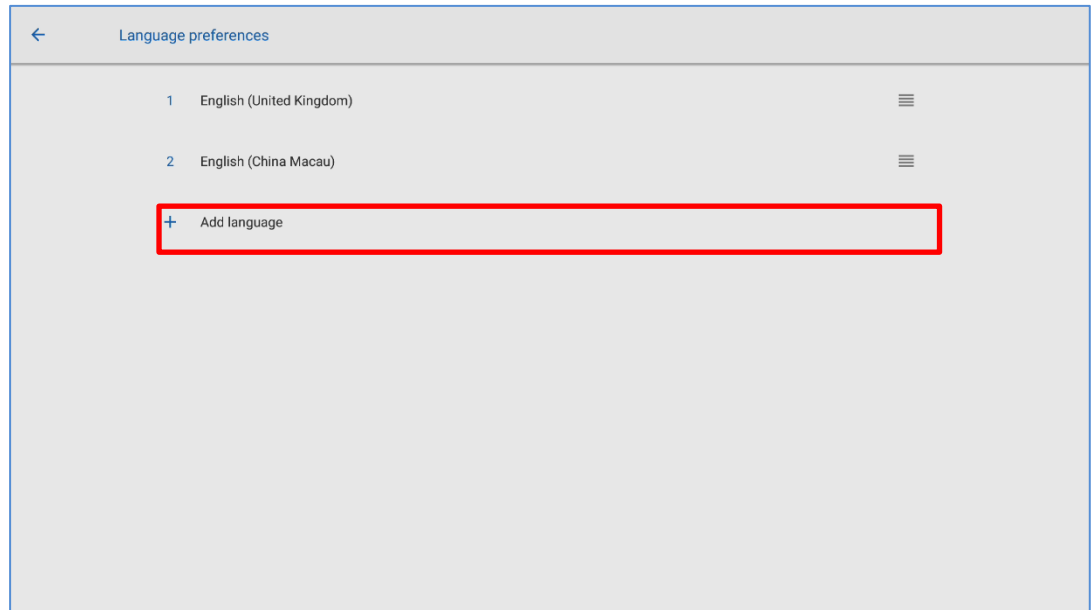 Language preferences
1 English (United Kingdom)
2 English (China Macau)
+ Add language